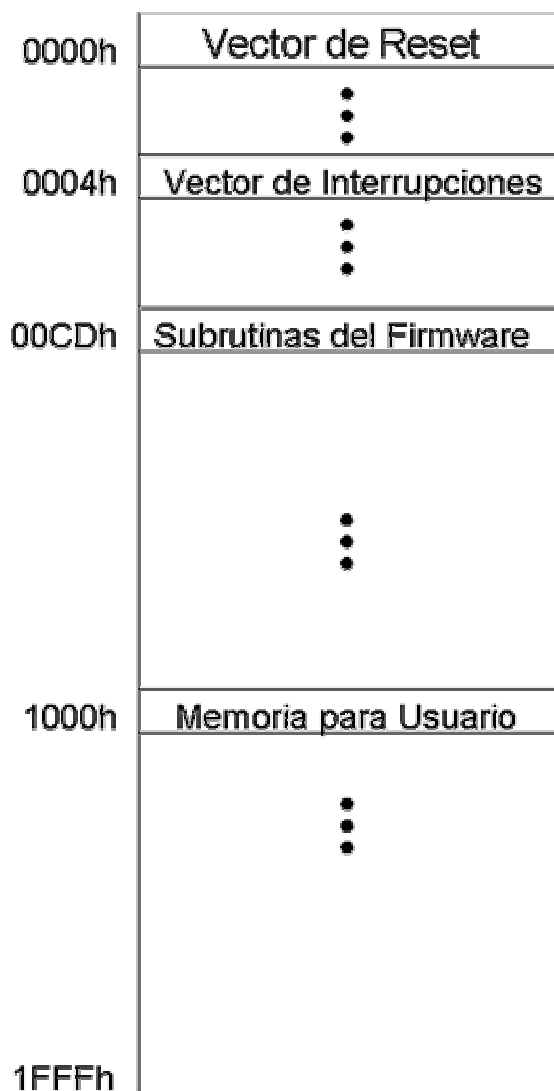 0000h Vector de Reset
0004h Vector de Interrupciones
00CDh Subrutinas del Firmware
1000h Memoria para Usuario
1FFFh